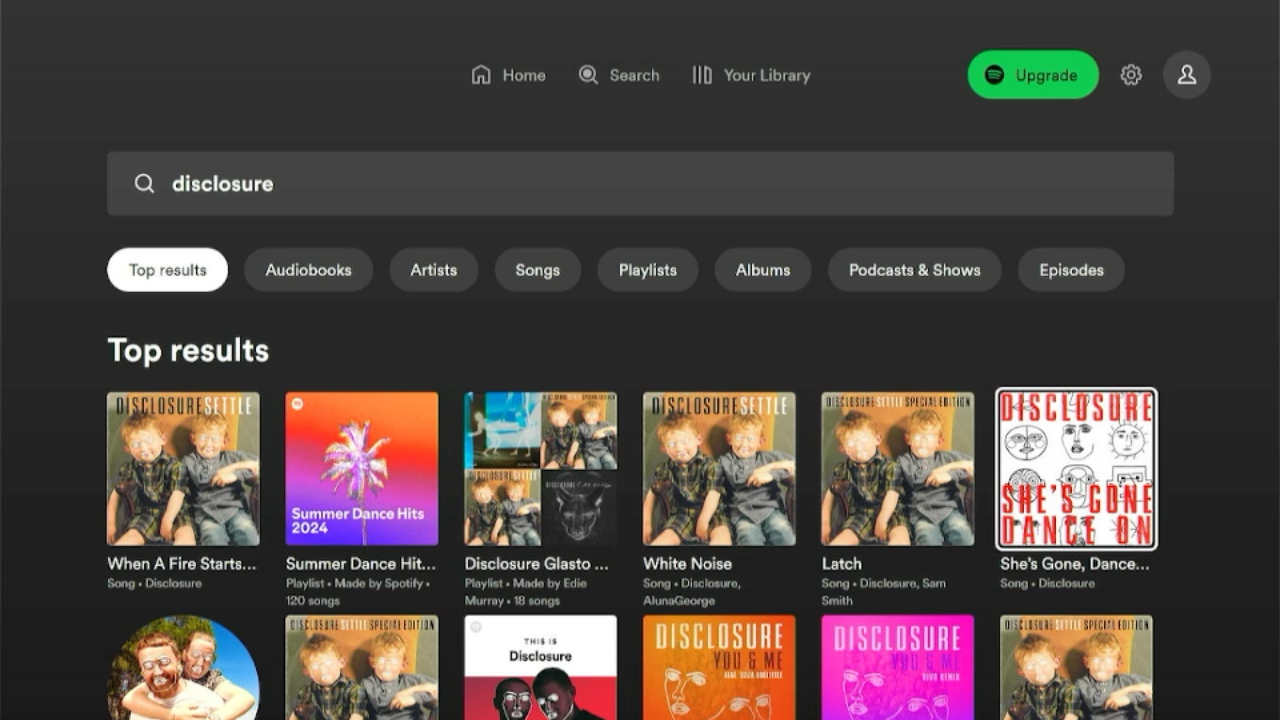 Home
Search
Your Library
Upgrade
disclosure
Top results
Audiobooks
Artists
Songs
Playlists
Albums
Podcasts & Shows
Episodes
Top results
DISCLOSURE SETTLE
When A Fire Starts...
Song • Disclosure
Summer Dance Hits
2024
Summer Dance Hit...
Playlist • Made by Spotify •
120 songs
Disclosure Glasto ...
Playlist • Made by Edie
Murray • 18 songs
DISCLOSURE SETTLE
White Noise
Song • Disclosure,
AlunaGeorge
DISCLOSURE SETTLE SPECIAL EDITION
Latch
Song • Disclosure, Sam
Smith
DISCLOSURE
SHE'S GONE
DANCE ON
She's Gone, Dance...
Song • Disclosure
DISCLOSURE SETTLE SPECIAL EDITION
THIS IS
Disclosure
DISCLOSURE
YOU & ME
DISCLOSURE
YOU & ME
DISCLOSURE SETTLE SPECIAL EDITION